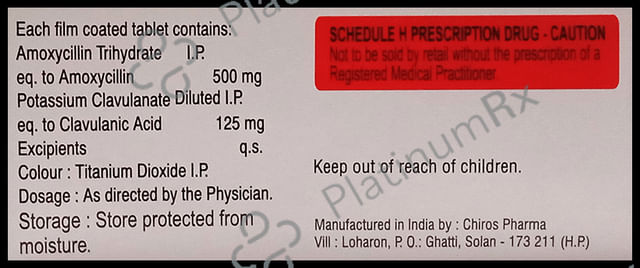 Each film coated tablet contains:
Amoxycillin Trihydrate I.P.
eq. to Amoxycillin 500 mg
Potassium Clavulanate Diluted I.P.
eq. to Clavulanic Acid 125 mg
Excipients q.s.
Colour : Titanium Dioxide I.P.
Dosage : As directed by the Physician.
Storage : Store protected from
moisture.
SCHEDULE H PRESCRIPTION DRUG - CAUTION
Not to be sold by retail without the prescription of a
Registered Medical Practitioner.
Keep out of reach of children.
Manufactured in India by : Chiros Pharma
Vill : Loharon, P. O.: Ghatti, Solan - 173 211 (H.P.)
PlatinumRx
PlatinumRx